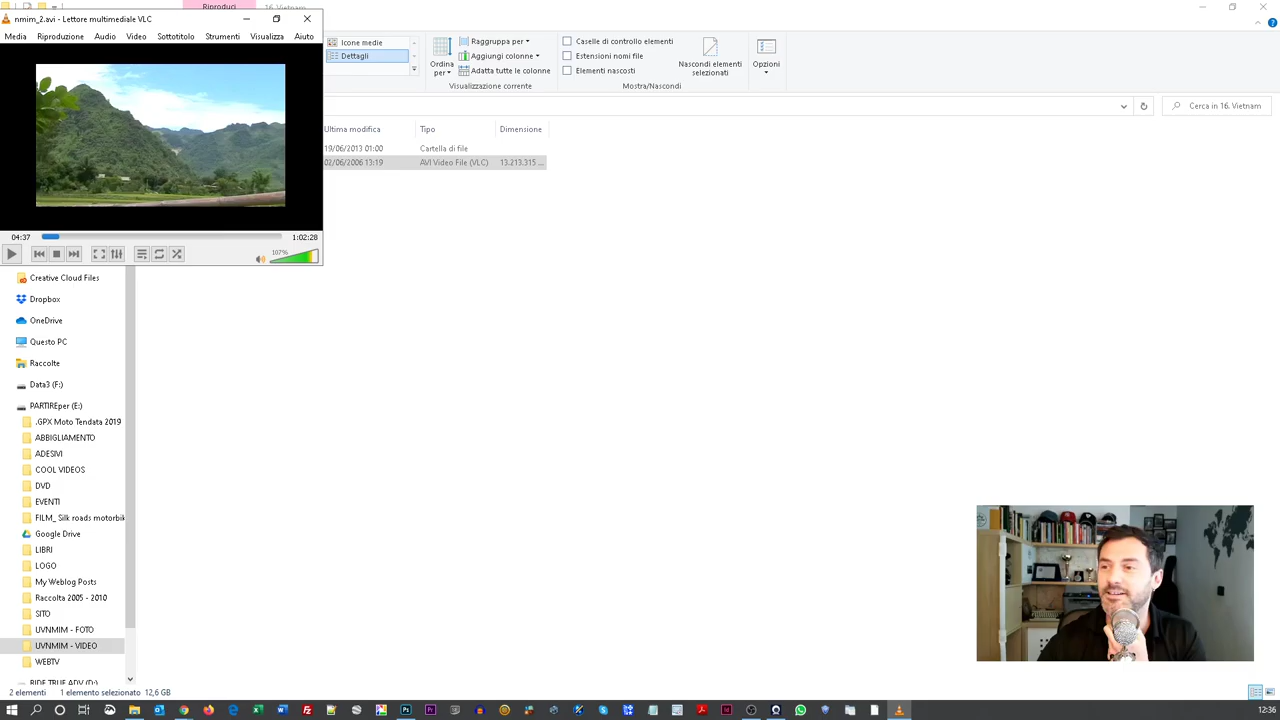 Riproduci
16. Vietnam
nmim_2.avi - Lettore multimediale VLC
Media Riproduzione Audio Video Sottotitolo Strumenti Visualizza Aiuto
Icone medie
Dettagli
Ordina per
Raggruppa per
Aggiungi colonne
Adatta tutte le colonne
Visualizzazione corrente
Caselle di controllo elementi
Estensioni nomi file
Elementi nascosti
Nascondi elementi selezionati
Mostra/Nascondi
Opzioni
Cerca in 16. Vietnam
Ultima modifica Tipo Dimensione
19/06/2013 01:00 Cartella di file
02/06/2006 13:19 AVI Video File (VLC) 13.213.315 ...
04:37 1:02:28
107%
Creative Cloud Files
Dropbox
OneDrive
Questo PC
Raccolte
Data3 (F:)
PARTIREper (E:)
.GPX Moto Tendata 2019
ABBIGLIAMENTO
ADESIVI
COOL VIDEOS
DVD
EVENTI
FILM_ Silk roads motorbik
Google Drive
LIBRI
LOGO
My Weblog Posts
Raccolta 2005 - 2010
SITO
UVNMIM - FOTO
UVNMIM - VIDEO
WEBTV
RIDE TRUE ADV (D:)
2 elementi 1 elemento selezionato 12,6 GB
12:36